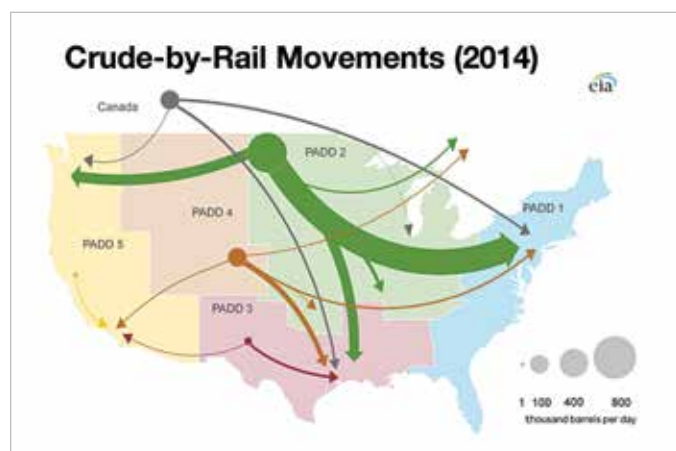 Crude-by-Rail Movements (2014)
eia
Canada
PADD 2
PADD 1
PADD 4
PADD 5
PADD 3
1 100 400 800
thousand barrels per day